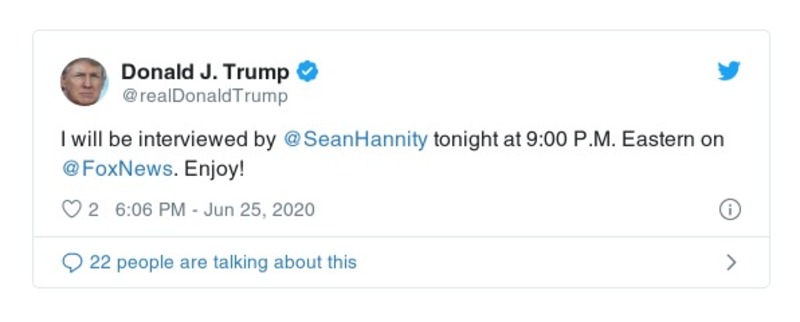 Donald J. Trump
@realDonaldTrump
I will be interviewed by @SeanHannity tonight at 9:00 P.M. Eastern on
@FoxNews. Enjoy!
2 6:06 PM - Jun 25, 2020
22 people are talking about this